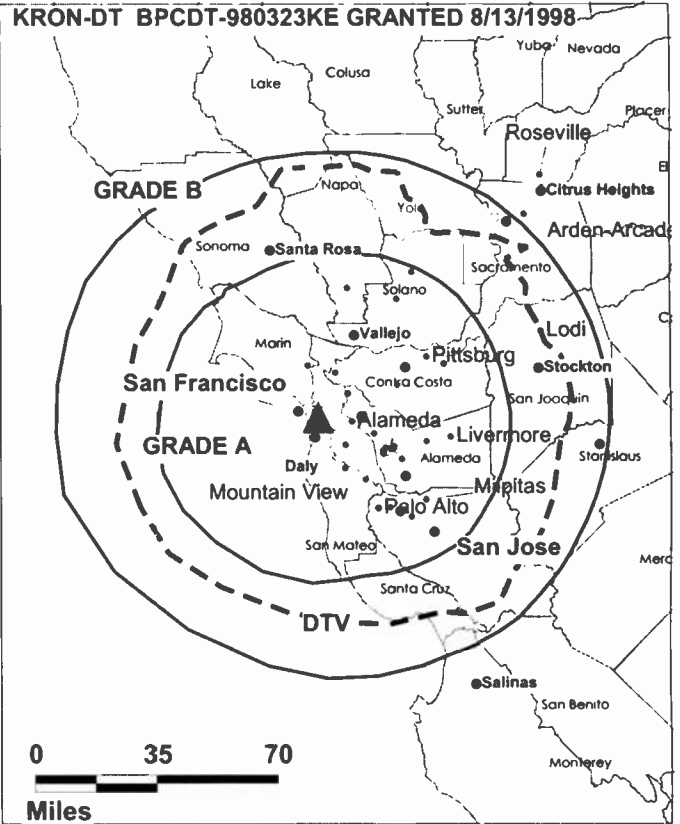 KRON-DT BPCDT-980323KE GRANTED 8/13/1998
Yuba Nevada
Lake Colusa
Sutter Placer
Roseville
El
GRADE B Napa Citrus Heights
Yolo
Arden-Arcade
Sonoma Santa Rosa
Sacramento
Solano
Vallejo Lodi
Marin Pittsburg
Stockton
San Francisco Contra Costa
San Joaquin
Alameda
GRADE A Livermore
Daly Alameda Stanislaus
Mountain View Milpitas
Palo Alto
San Mateo San Jose
Merc
Santa Cruz
DTV
Salinas
San Benito
0 35 70
Monterey
Miles